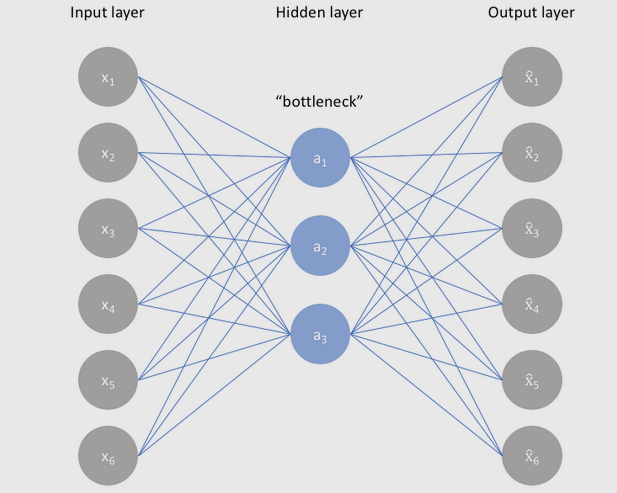 Input layer
Hidden layer
Output layer
“bottleneck”
x₁
x₂
x₃
x₄
x₅
x₆
a₁
a₂
a₃
x̂₁
x̂₂
x̂₃
x̂₄
x̂₅
x̂₆